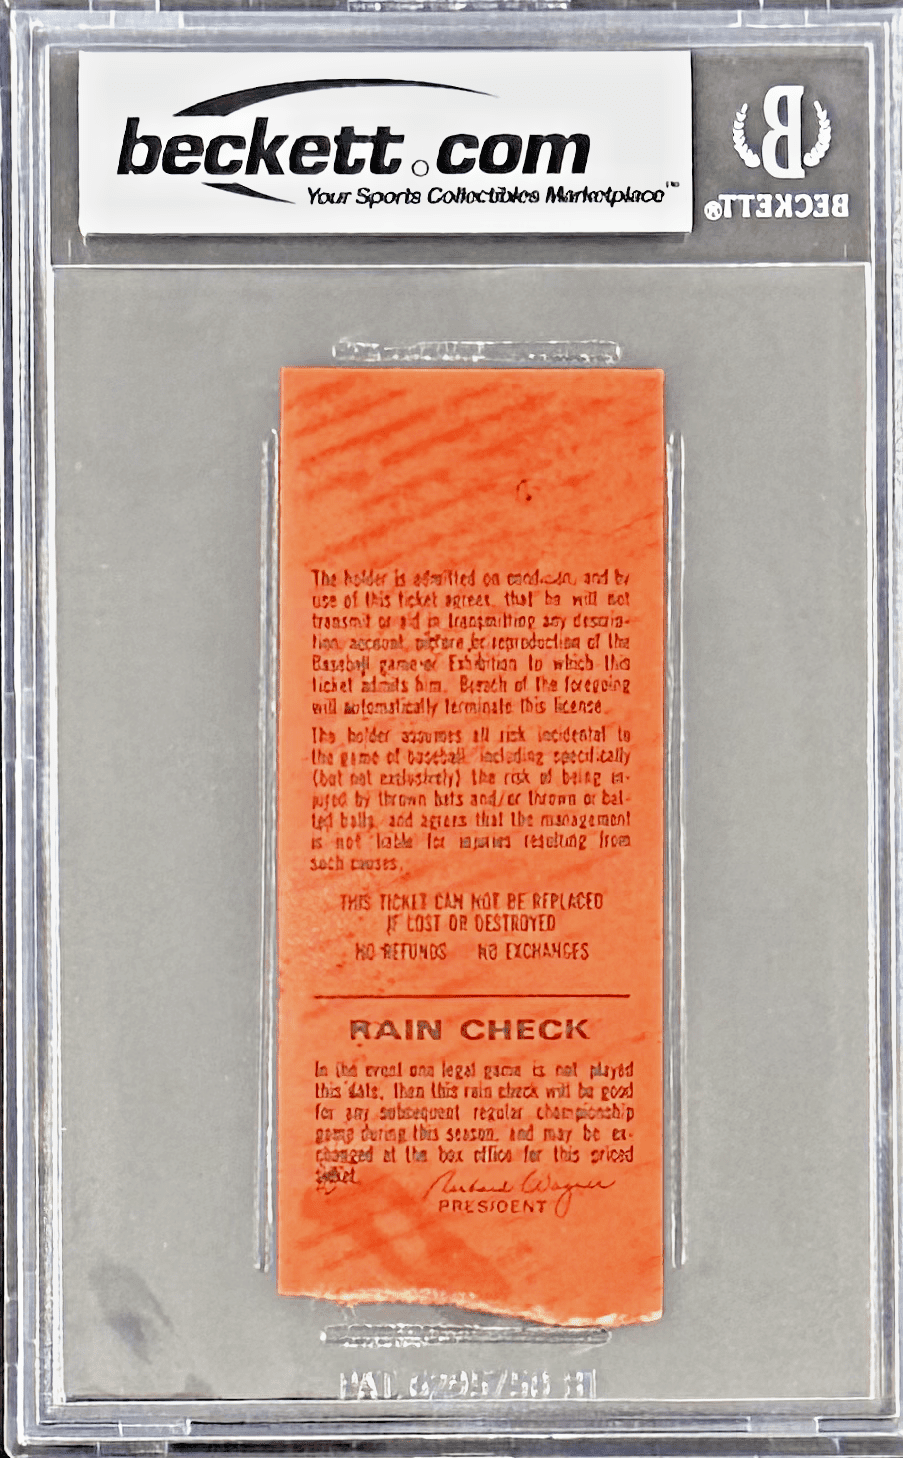 beckett.com
Your Sports Collectibles Marketplace™
BECKETT®
The holder is admitted on condition, and by
use of this ticket agrees, that he will not
transmit or aid in transmitting any descrip-
tion, account, picture or reproduction of the
Baseball game or Exhibition to which this
ticket admits him. Breach of the foregoing
will automatically terminate this license.
The holder assumes all risk incidental to
the game of baseball, including specifically
(but not exclusively) the risk of being in-
jured by thrown bats and/or thrown or bat-
ted balls, and agrees that the management
is not liable for injuries resulting from
such causes.
THIS TICKET CAN NOT BE REPLACED
IF LOST OR DESTROYED
NO REFUNDS NO EXCHANGES
RAIN CHECK
In the event one legal game is not played
this date, then this rain check will be good
for any subsequent regular championship
game during this season, and may be ex-
changed at the box office for this priced
ticket.
Richard Wagner
PRESIDENT